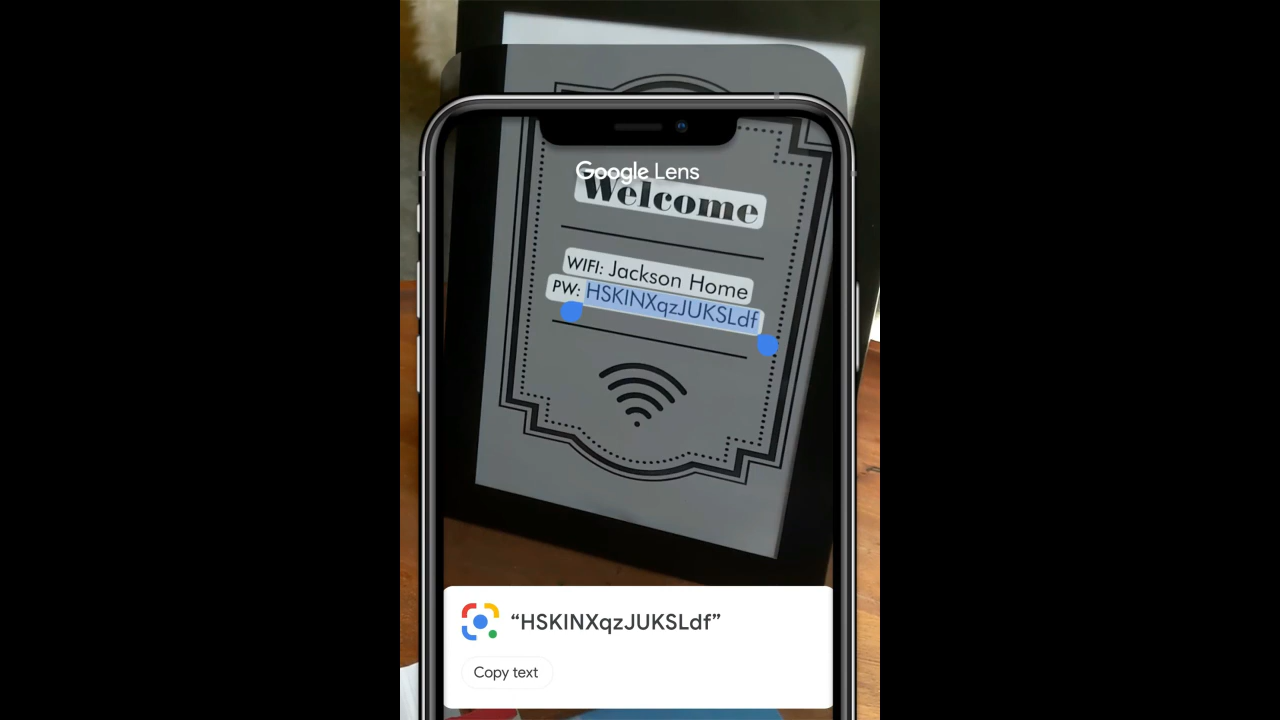 Google Lens
Welcome
WIFI: Jackson Home
PW: HSKINXqzJUKSLdf
“HSKINXqzJUKSLdf”
Copy text